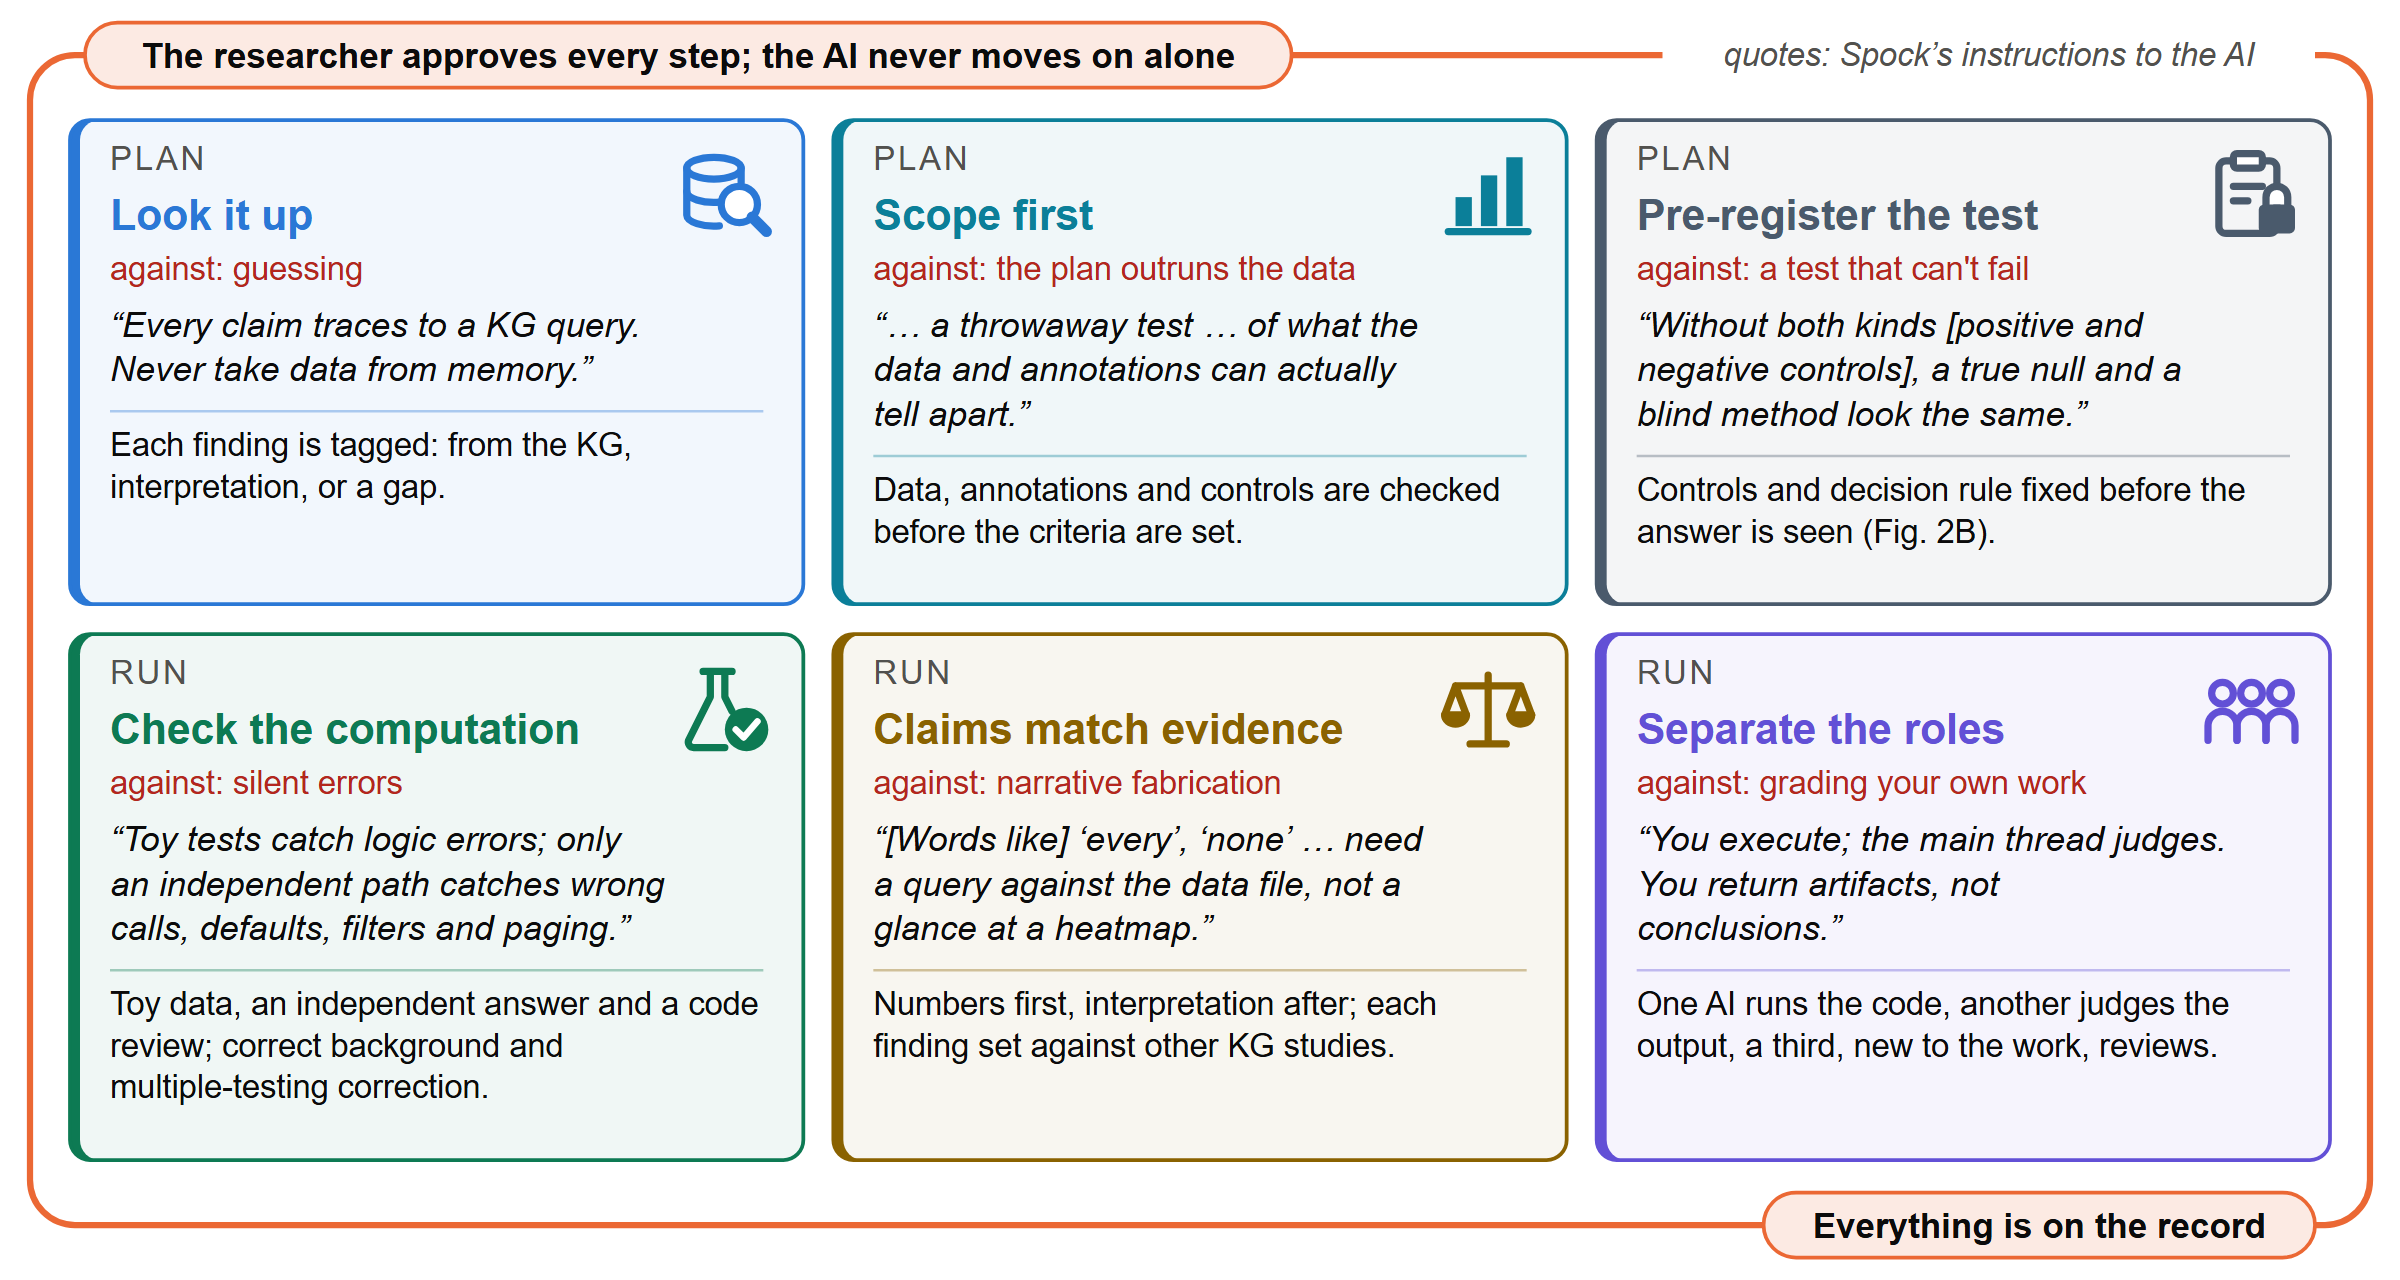 The researcher approves every step; the AI never moves on alone
quotes: Spock’s instructions to the AI
PLAN
Look it up
against: guessing
“Every claim traces to a KG query.
Never take data from memory.”
Each finding is tagged: from the KG,
interpretation, or a gap.
PLAN
Scope first
against: the plan outruns the data
“… a throwaway test … of what the
data and annotations can actually
tell apart.”
Data, annotations and controls are checked
before the criteria are set.
PLAN
Pre-register the test
against: a test that can't fail
“Without both kinds [positive and
negative controls], a true null and a
blind method look the same.”
Controls and decision rule fixed before the
answer is seen (Fig. 2B).
RUN
Check the computation
against: silent errors
“Toy tests catch logic errors; only
an independent path catches wrong
calls, defaults, filters and paging.”
Toy data, an independent answer and a code
review; correct background and
multiple-testing correction.
RUN
Claims match evidence
against: narrative fabrication
“[Words like] ‘every’, ‘none’ … need
a query against the data file, not a
glance at a heatmap.”
Numbers first, interpretation after; each
finding set against other KG studies.
RUN
Separate the roles
against: grading your own work
“You execute; the main thread judges.
You return artifacts, not
conclusions.”
One AI runs the code, another judges the
output, a third, new to the work, reviews.
Everything is on the record